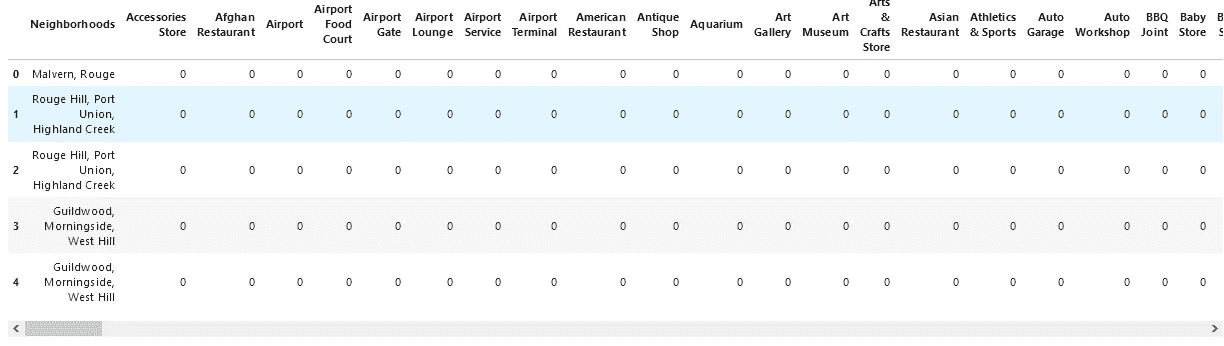 Neighborhoods
Accessories
Store
Afghan
Restaurant
Airport
Airport
Food
Court
Airport
Gate
Airport
Lounge
Airport
Service
Airport
Terminal
American
Restaurant
Antique
Shop
Aquarium
Art
Gallery
Art
Museum
Arts
&
Crafts
Store
Asian
Restaurant
Athletics
& Sports
Auto
Garage
Auto
Workshop
BBQ
Joint
Baby
Store
0 Malvern, Rouge 0 0 0 0 0 0 0 0 0 0 0 0 0 0 0 0 0 0 0 0
Rouge Hill, Port
1 Union, 0 0 0 0 0 0 0 0 0 0 0 0 0 0 0 0 0 0 0 0
Highland Creek
Rouge Hill, Port
2 Union, 0 0 0 0 0 0 0 0 0 0 0 0 0 0 0 0 0 0 0 0
Highland Creek
Guildwood,
3 Morningside, 0 0 0 0 0 0 0 0 0 0 0 0 0 0 0 0 0 0 0 0
West Hill
Guildwood,
4 Morningside, 0 0 0 0 0 0 0 0 0 0 0 0 0 0 0 0 0 0 0 0
West Hill